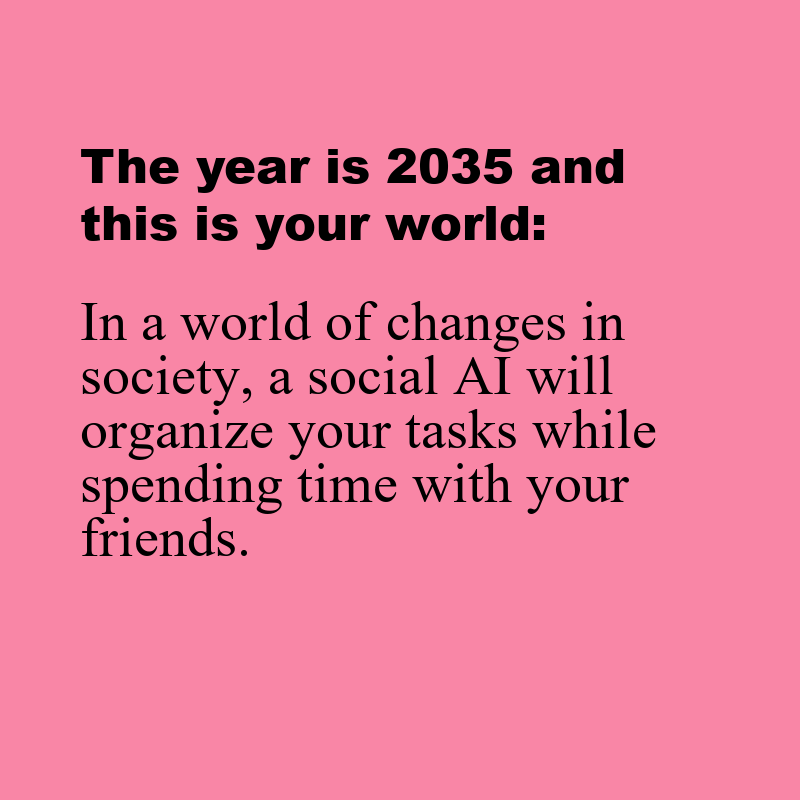 The year is 2035 and
this is your world:
In a world of changes in
society, a social AI will
organize your tasks while
spending time with your
friends.